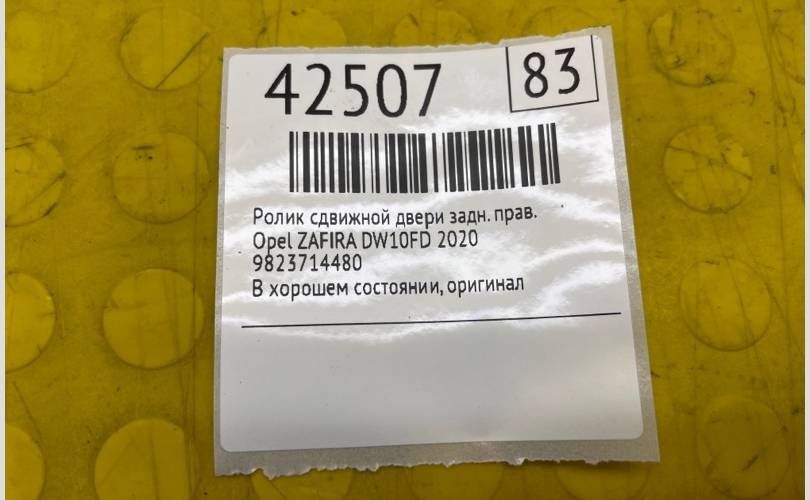 42507
83
Ролик сдвижной двери задн. прав.
Opel ZAFIRA DW10FD 2020
9823714480
В хорошем состоянии, оригинал